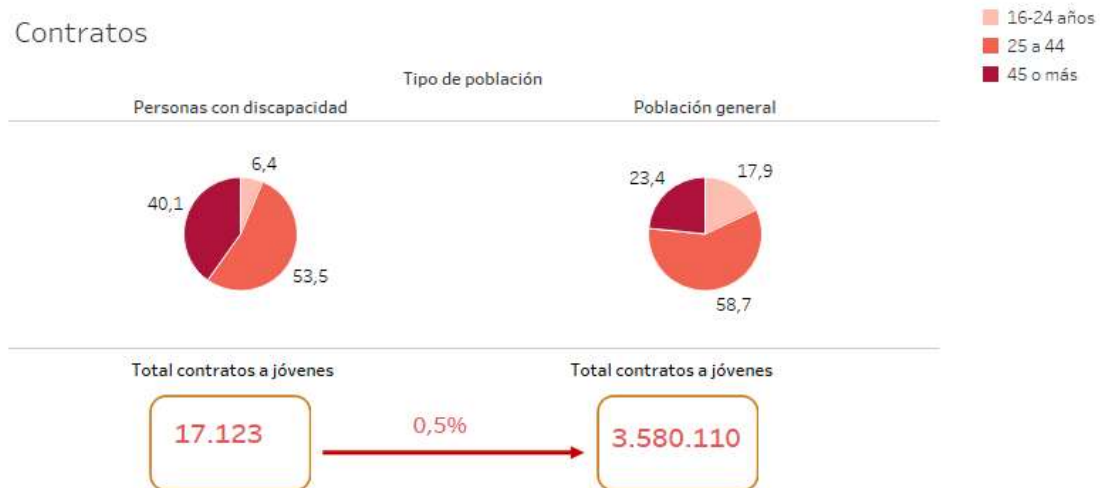 Contratos
16-24 años
25 a 44
45 o más
Tipo de población
Personas con discapacidad
Población general
6,4
40,1
53,5
17,9
23,4
58,7
Total contratos a jóvenes
Total contratos a jóvenes
17.123
0,5%
3.580.110